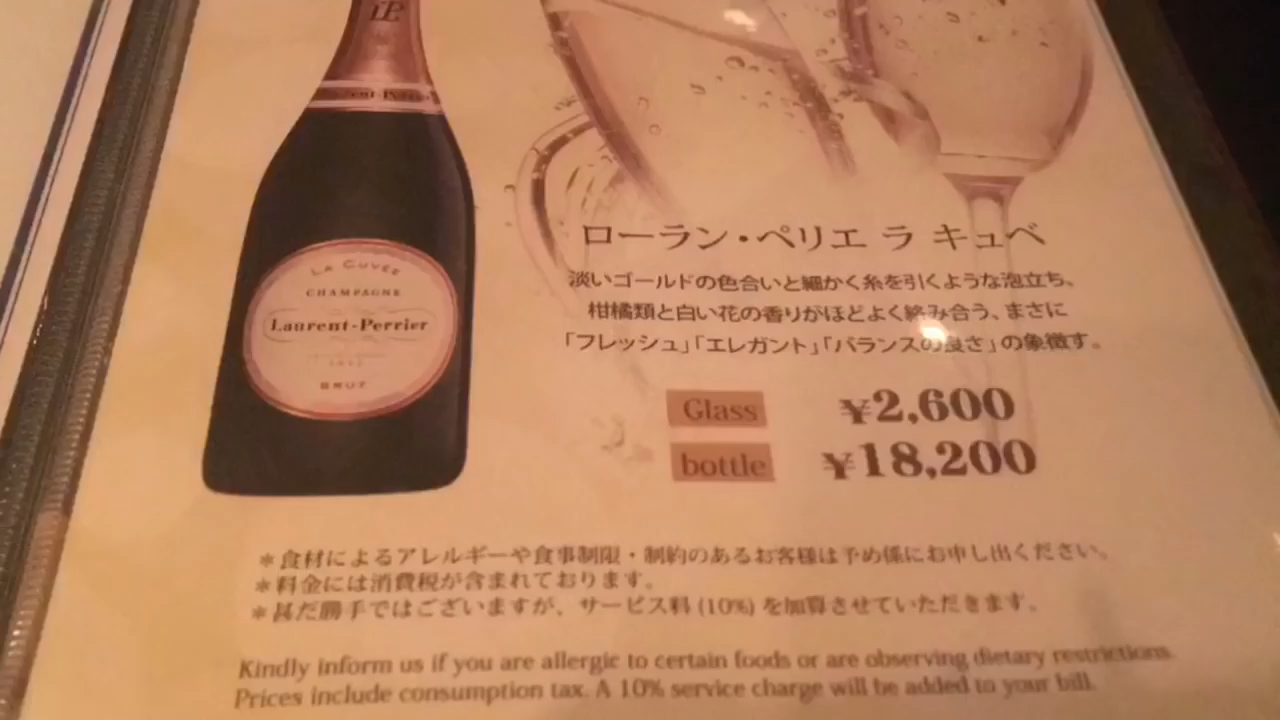 LP
Laurent-Perrier
LA CUVÉE
CHAMPAGNE
Laurent-Perrier
BRUT
ローラン・ペリエ ラ キュベ
淡いゴールドの色合いと細かく糸を引くような泡立ち、
柑橘類と白い花の香りがほどよく絡み合う、まさに
「フレッシュ」「エレガント」「バランスの良さ」の象徴す。
Glass ¥2,600
bottle ¥18,200
＊食材によるアレルギーや食事制限・制約のあるお客様は予め係にお申し出ください。
＊料金には消費税が含まれております。
＊甚だ勝手ではございますが、サービス料(10%)を加算させていただきます。
Kindly inform us if you are allergic to certain foods or are observing dietary restrictions.
Prices include consumption tax. A 10% service charge will be added to your bill.